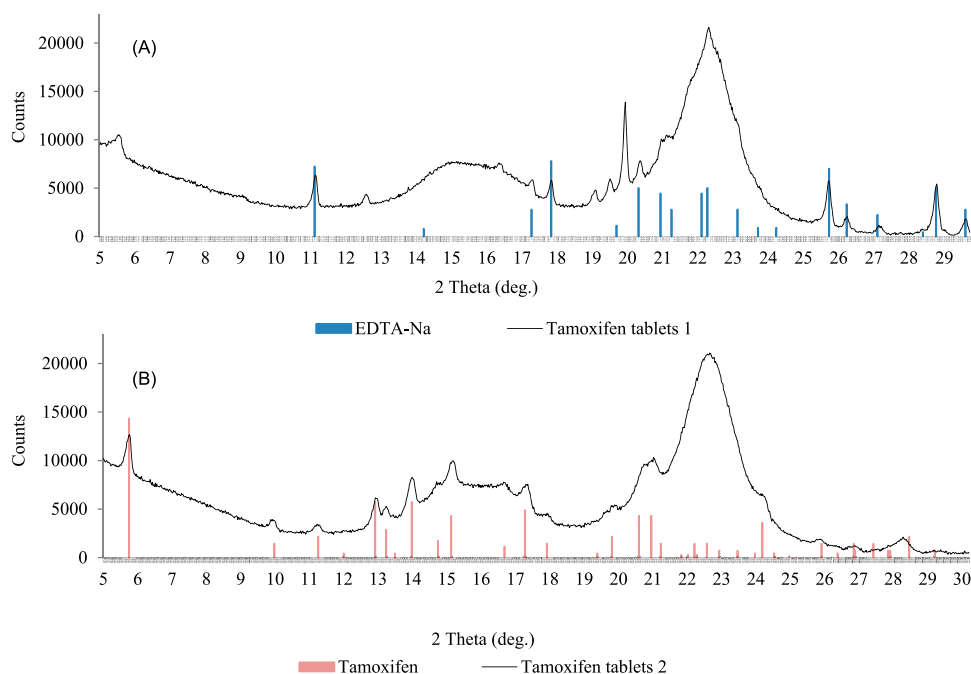 (A)
Counts
20000
15000
10000
5000
0
5 6 7 8 9 10 11 12 13 14 15 16 17 18 19 20 21 22 23 24 25 26 27 28 29
2 Theta (deg.)
EDTA-Na Tamoxifen tablets 1
(B)
Counts
20000
15000
10000
5000
0
5 6 7 8 9 10 11 12 13 14 15 16 17 18 19 20 21 22 23 24 25 26 27 28 29 30
2 Theta (deg.)
Tamoxifen Tamoxifen tablets 2